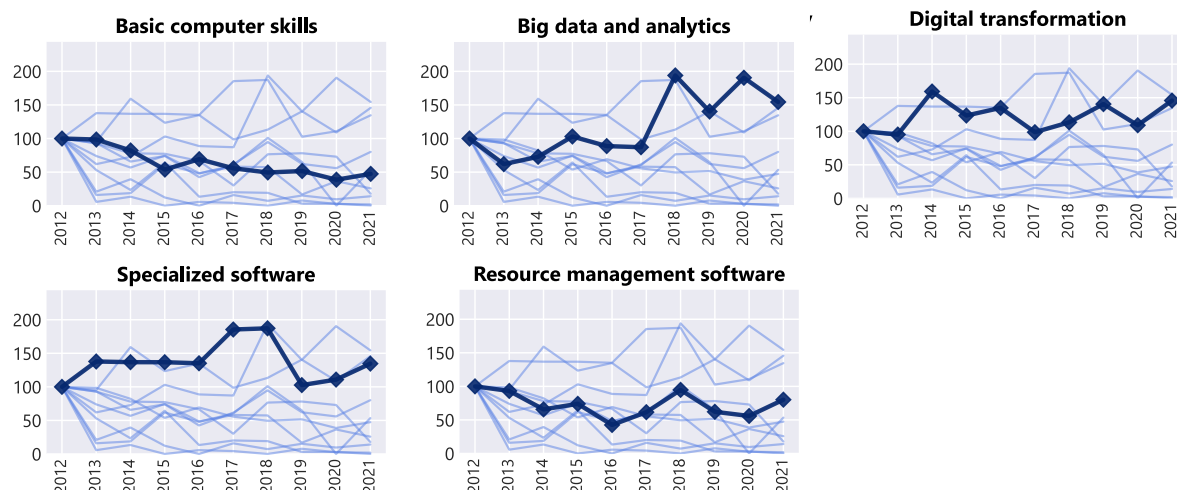 Basic computer skills
200
150
100
50
0
2012 2013 2014 2015 2016 2017 2018 2019 2020 2021
Big data and analytics
200
150
100
50
0
2012 2013 2014 2015 2016 2017 2018 2019 2020 2021
Digital transformation
200
150
100
50
0
2012 2013 2014 2015 2016 2017 2018 2019 2020 2021
Specialized software
200
150
100
50
0
2012 2013 2014 2015 2016 2017 2018 2019 2020 2021
Resource management software
200
150
100
50
0
2012 2013 2014 2015 2016 2017 2018 2019 2020 2021